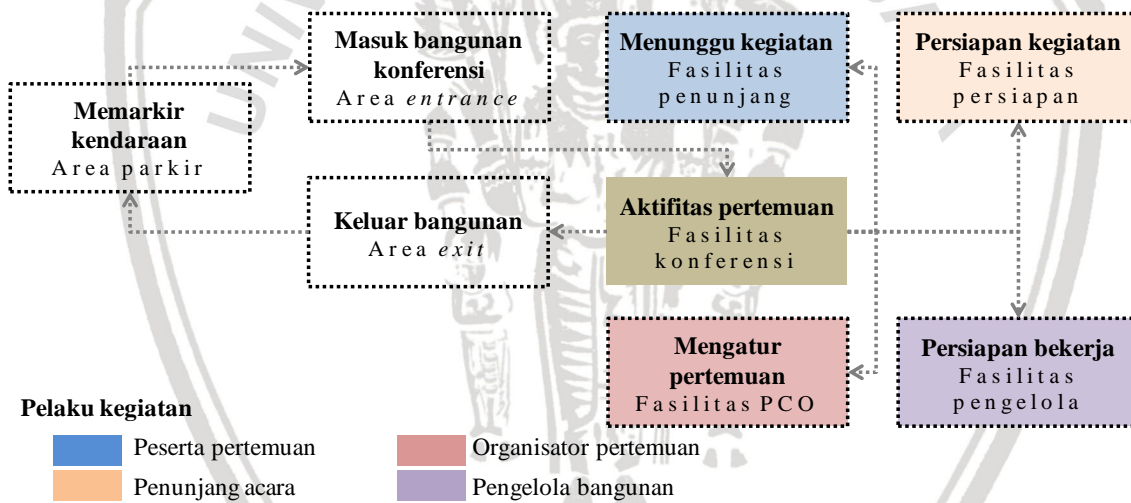 Masuk bangunan
konferensi
Area entrance
Menunggu kegiatan
Fasilitas
penunjang
Persiapan kegiatan
Fasilitas
persiapan
Memarkir
kendaraan
Area parkir
Keluar bangunan
Area exit
Aktifitas pertemuan
Fasilitas
konferensi
Mengatur
pertemuan
Fasilitas PCO
Persiapan bekerja
Fasilitas
pengelola
Pelaku kegiatan
Peserta pertemuan
Organisator pertemuan
Penunjang acara
Pengelola bangunan